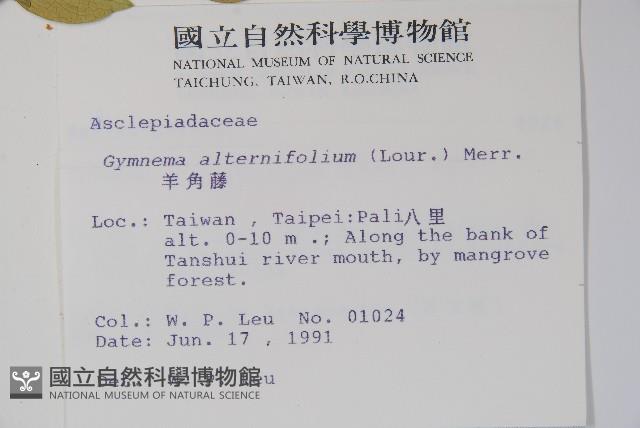 國立自然科學博物館
NATIONAL MUSEUM OF NATURAL SCIENCE
TAICHUNG, TAIWAN, R.O.CHINA
Asclepiadaceae
Gymnema alternifolium (Lour.) Merr.
羊角藤
Loc.: Taiwan , Taipei:Pali八里
alt. 0-10 m .; Along the bank of
Tanshui river mouth, by mangrove
forest.
Col.: W. P. Leu No. 01024
Date: Jun. 17 , 1991
國立自然科學博物館
NATIONAL MUSEUM OF NATURAL SCIENCE